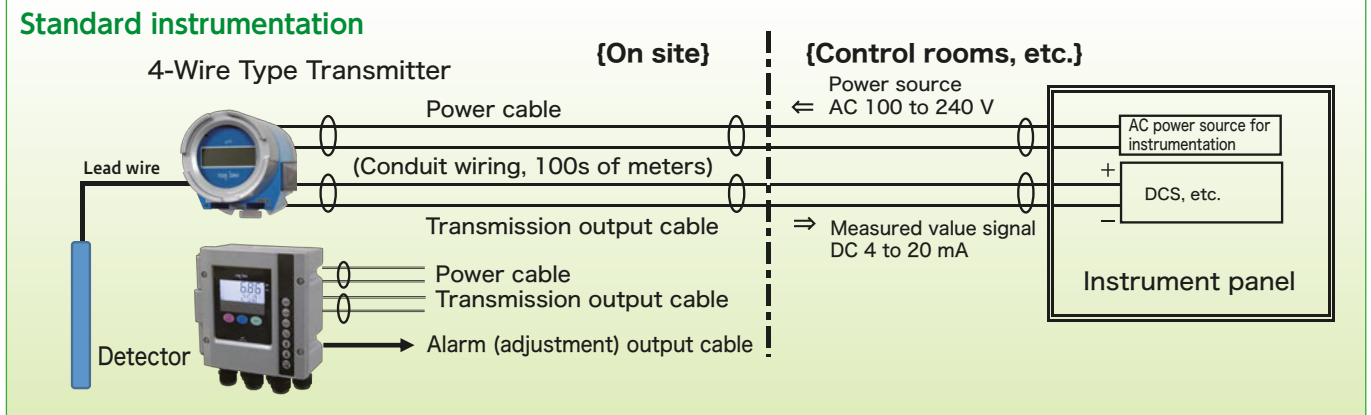 Standard instrumentation
{On site}
{Control rooms, etc.}
4-Wire Type Transmitter
Power source
⇐ AC 100 to 240 V
Power cable
AC power source for
instrumentation
Lead wire
(Conduit wiring, 100s of meters)
+
DCS, etc.
−
Transmission output cable
⇒ Measured value signal
DC 4 to 20 mA
Instrument panel
Power cable
Transmission output cable
Alarm (adjustment) output cable
Detector
6.86